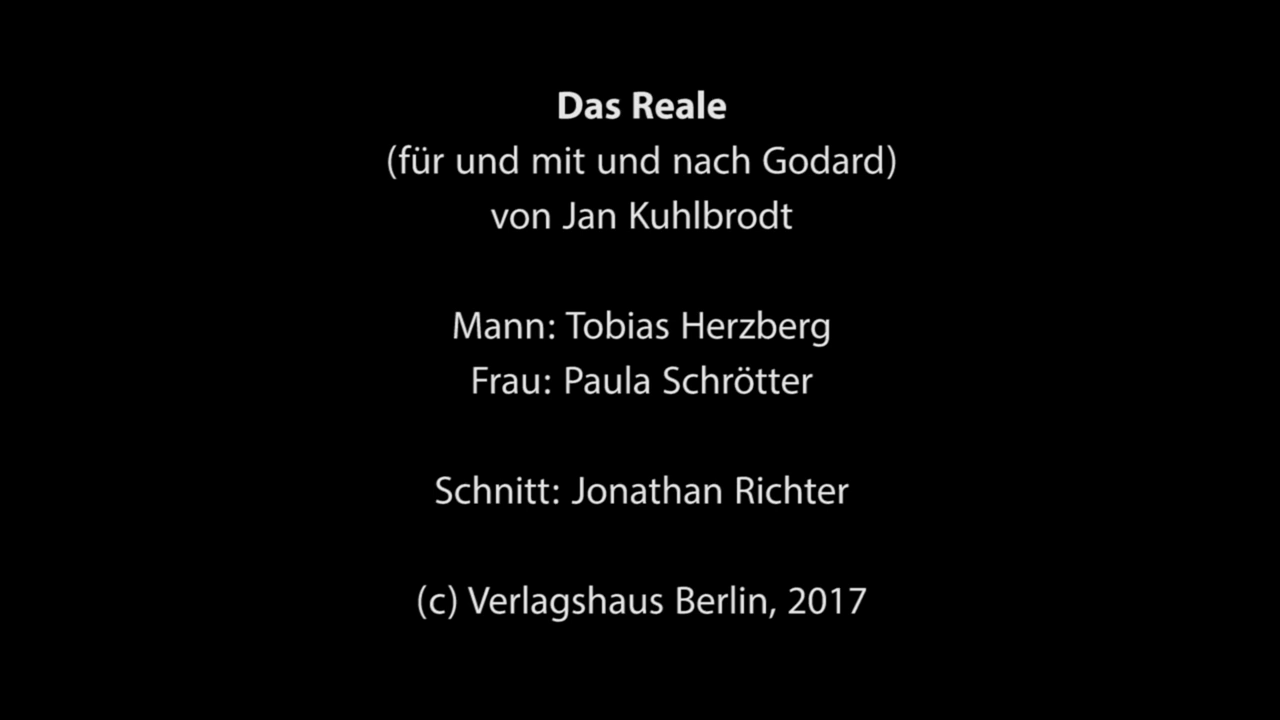 Das Reale
(für und mit und nach Godard)
von Jan Kuhlbrodt
Mann: Tobias Herzberg
Frau: Paula Schrötter
Schnitt: Jonathan Richter
(c) Verlagshaus Berlin, 2017